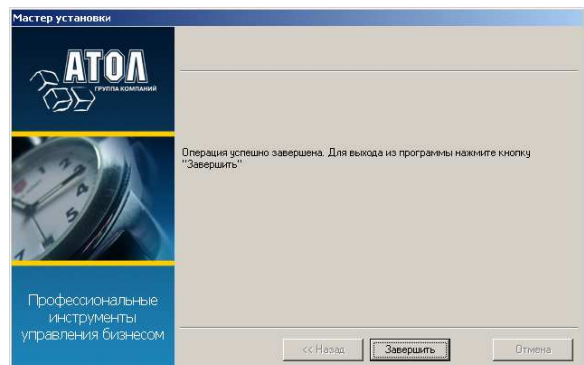 Мастер установки
АТОЛ
ГРУППА КОМПАНИЙ
Операция успешно завершена. Для выхода из программы нажмите кнопку
"Завершить"
Профессиональные
инструменты
управления бизнесом
<< Назад
Завершить
Отмена